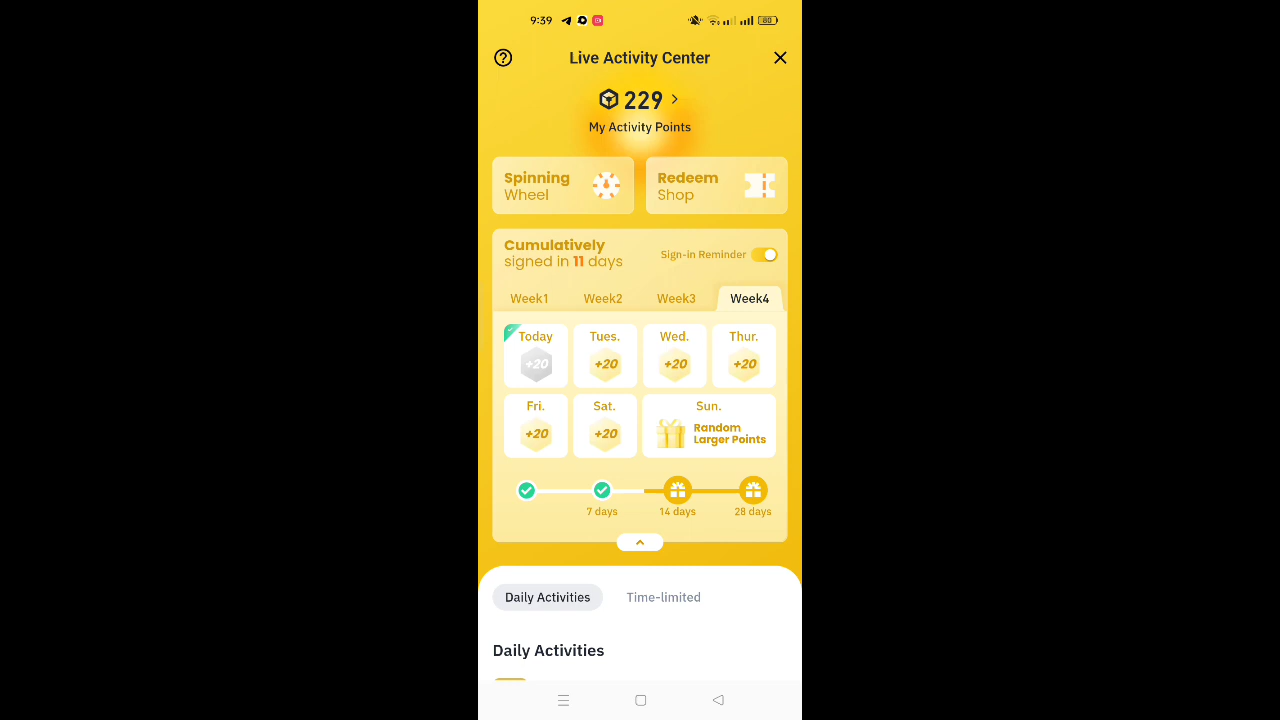 9:39
80
Live Activity Center
229
My Activity Points
Spinning
Wheel
Redeem
Shop
Cumulatively
signed in 11 days
Sign-in Reminder
Week1 Week2 Week3 Week4
Today Tues. Wed. Thur.
+20 +20 +20 +20
Fri. Sat. Sun.
+20 +20 Random
Larger Points
7 days 14 days 28 days
Daily Activities Time-limited
Daily Activities